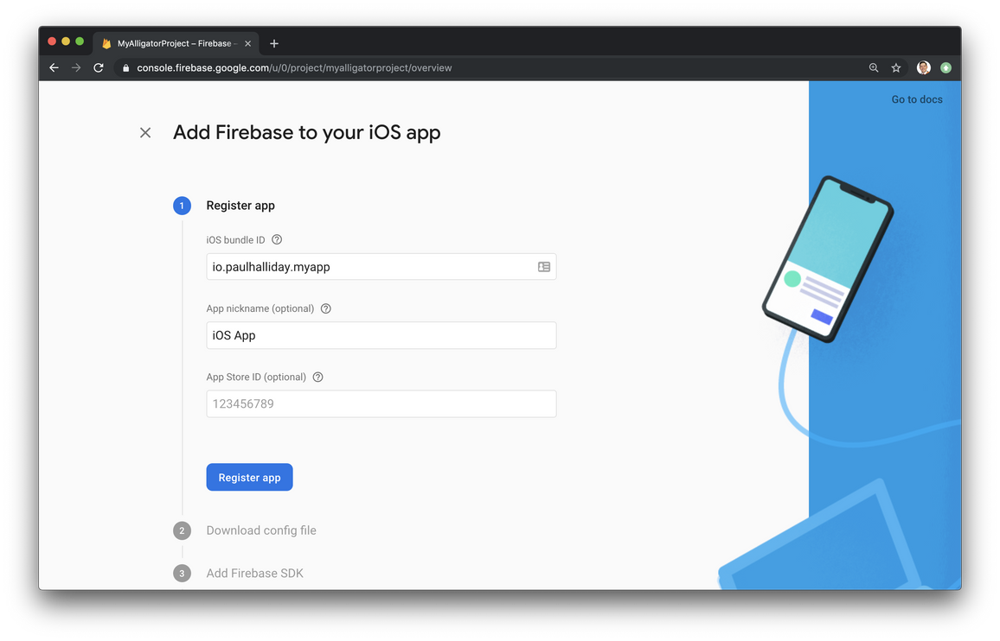 MyAlligatorProject – Firebase –
console.firebase.google.com/u/0/project/myalligatorproject/overview
Go to docs
Add Firebase to your iOS app
1 Register app
iOS bundle ID
io.paulhalliday.myapp
App nickname (optional)
iOS App
App Store ID (optional)
123456789
Register app
2 Download config file
3 Add Firebase SDK